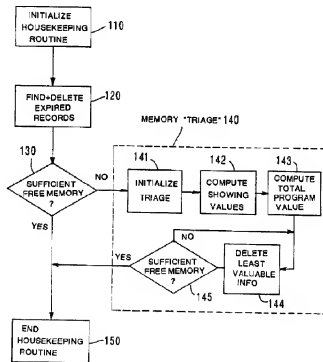 INITIALIZE
HOUSEKEEPING
ROUTINE
110
FIND+DELETE
EXPIRED
RECORDS
120
MEMORY "TRIAGE" 140
130
SUFFICIENT
FREE MEMORY
?
NO
YES
141
INITIALIZE
TRIAGE
142
COMPUTE
SHOWING
VALUES
143
COMPUTE
TOTAL
PROGRAM
VALUE
NO
YES
SUFFICIENT
FREE MEMORY
?
145
DELETE
LEAST
VALUABLE
INFO
144
END
HOUSEKEEPING
ROUTINE
150